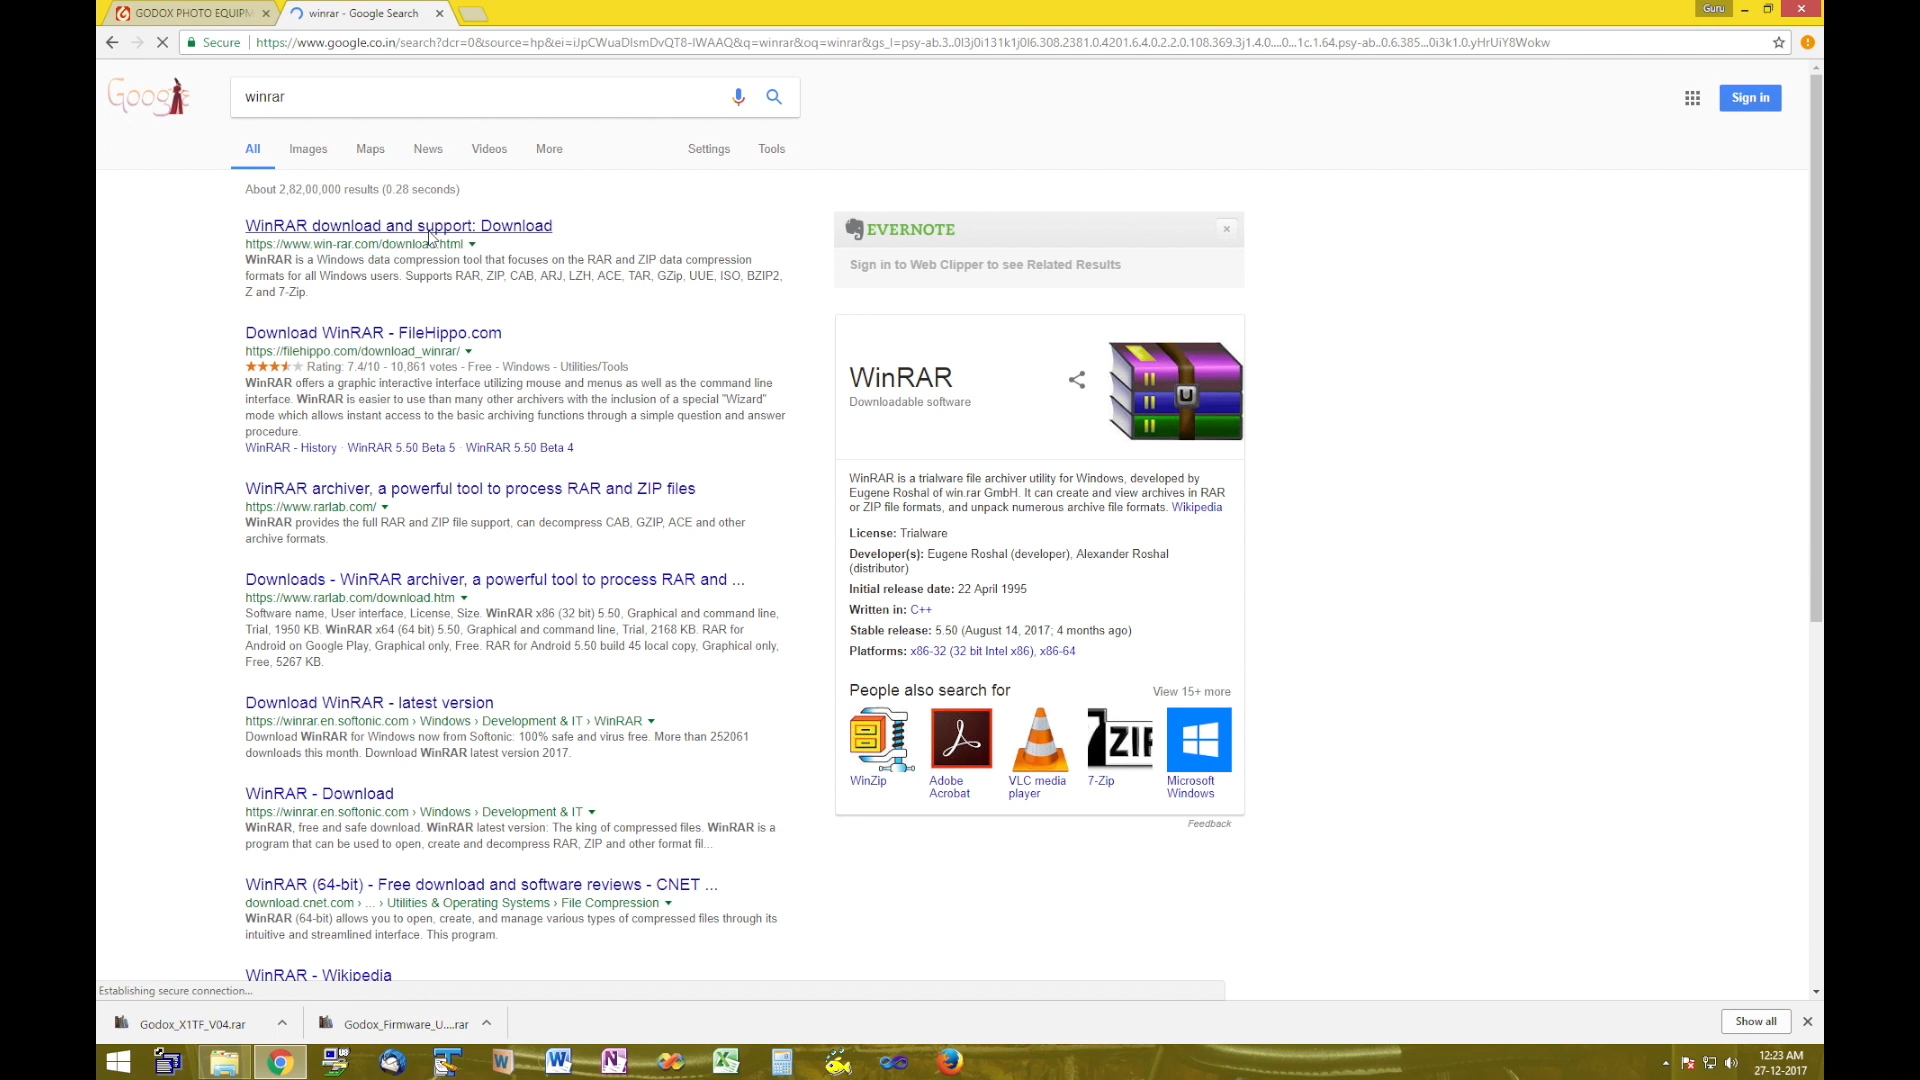 GODOX PHOTO EQUIPM
winrar - Google Search
Guru
Secure
https://www.google.co.in/search?dcr=0&source=hp&ei=iJpCWuaDIsmDvQT8-IWAAQ&q=winrar&oq=winrar&gs_l=psy-ab.3..0l3j0i131k1j0l6.308.2381.0.4201.6.4.0.2.2.0.108.369.3j1.4.0....0...1c.1.64.psy-ab..0.6.385...0i3k1.0.yHrUiY8Wokw
Google
winrar
Sign in
All Images Maps News Videos More Settings Tools
About 2,82,00,000 results (0.28 seconds)
WinRAR download and support: Download
https://www.win-rar.com/download.html
WinRAR is a Windows data compression tool that focuses on the RAR and ZIP data compression
formats for all Windows users. Supports RAR, ZIP, CAB, ARJ, LZH, ACE, TAR, GZip, UUE, ISO, BZIP2,
Z and 7-Zip.
Download WinRAR - FileHippo.com
https://filehippo.com/download_winrar/
Rating: 7.4/10 - 10,861 votes - Free - Windows - Utilities/Tools
WinRAR offers a graphic interactive interface utilizing mouse and menus as well as the command line
interface. WinRAR is easier to use than many other archivers with the inclusion of a special "Wizard"
mode which allows instant access to the basic archiving functions through a simple question and answer
procedure.
WinRAR - History · WinRAR 5.50 Beta 5 · WinRAR 5.50 Beta 4
WinRAR archiver, a powerful tool to process RAR and ZIP files
https://www.rarlab.com/
WinRAR provides the full RAR and ZIP file support, can decompress CAB, GZIP, ACE and other
archive formats.
Downloads - WinRAR archiver, a powerful tool to process RAR and ...
https://www.rarlab.com/download.htm
Software name, User interface, License, Size. WinRAR x86 (32 bit) 5.50, Graphical and command line,
Trial, 1950 KB. WinRAR x64 (64 bit) 5.50, Graphical and command line, Trial, 2168 KB. RAR for
Android on Google Play, Graphical only, Free. RAR for Android 5.50 build 45 local copy, Graphical only,
Free, 5267 KB.
Download WinRAR - latest version
https://winrar.en.softonic.com › Windows › Development & IT › WinRAR
Download WinRAR for Windows now from Softonic: 100% safe and virus free. More than 252061
downloads this month. Download WinRAR latest version 2017.
WinRAR - Download
https://winrar.en.softonic.com › Windows › Development & IT
WinRAR, free and safe download. WinRAR latest version: The king of compressed files. WinRAR is a
program that can be used to open, create and decompress RAR, ZIP and other format fil...
WinRAR (64-bit) - Free download and software reviews - CNET ...
download.cnet.com › ... › Utilities & Operating Systems › File Compression
WinRAR (64-bit) allows you to open, create, and manage various types of compressed files through its
intuitive and streamlined interface. This program.
WinRAR - Wikipedia
EVERNOTE
Sign in to Web Clipper to see Related Results
WinRAR
Downloadable software
WinRAR is a trialware file archiver utility for Windows, developed by
Eugene Roshal of win.rar GmbH. It can create and view archives in RAR
or ZIP file formats, and unpack numerous archive file formats. Wikipedia
License: Trialware
Developer(s): Eugene Roshal (developer), Alexander Roshal
(distributor)
Initial release date: 22 April 1995
Written in: C++
Stable release: 5.50 (August 14, 2017; 4 months ago)
Platforms: x86-32 (32 bit Intel x86), x86-64
People also search for
View 15+ more
7ZIP
WinZip
Adobe
Acrobat
VLC media
player
7-Zip
Microsoft
Windows
Feedback
Establishing secure connection...
Godox_X1TF_V04.rar
Godox_Firmware_U....rar
Show all
12:23 AM
27-12-2017